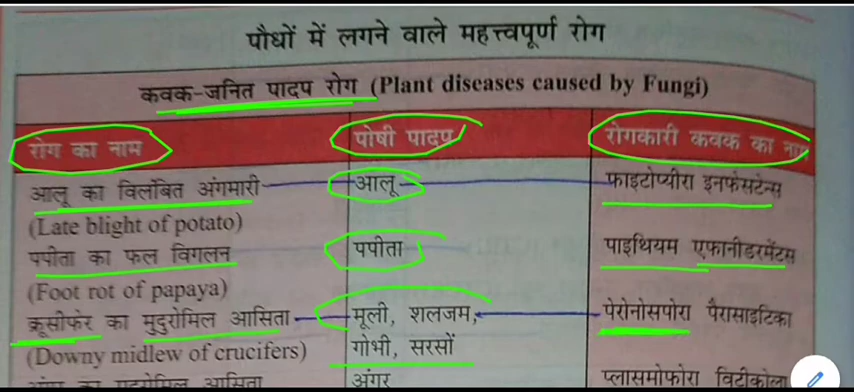 पौधों में लगने वाले महत्त्वपूर्ण रोग
कवक-जनित पादप रोग (Plant diseases caused by Fungi)
रोग का नाम पोषी पादप रोगकारी कवक का नाम
आलू का विलंबित अंगमारी आलू फाइटोप्थीरा इनफेसटेन्स
(Late blight of potato)
पपीता का फल विगलन पपीता पाइथियम एफानीडरमेंटस
(Foot rot of papaya)
क्रूसीफेर का मुदुरोमिल आसिता मूली, शलजम, पेरोनोसपोरा पैरासाइटिका
(Downy midlew of crucifers) गोभी, सरसों
का मुदुरोमिल आसिता अंगूर प्लासमोफोरा विटीकोला